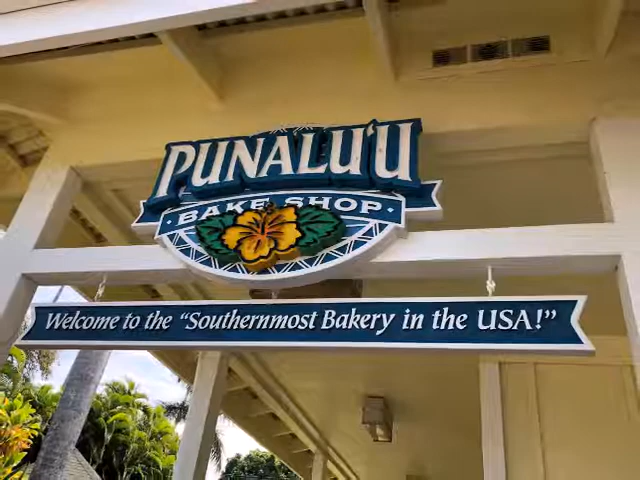 PUNALU'U
BAKE SHOP
Welcome to the "Southernmost Bakery in the USA!"